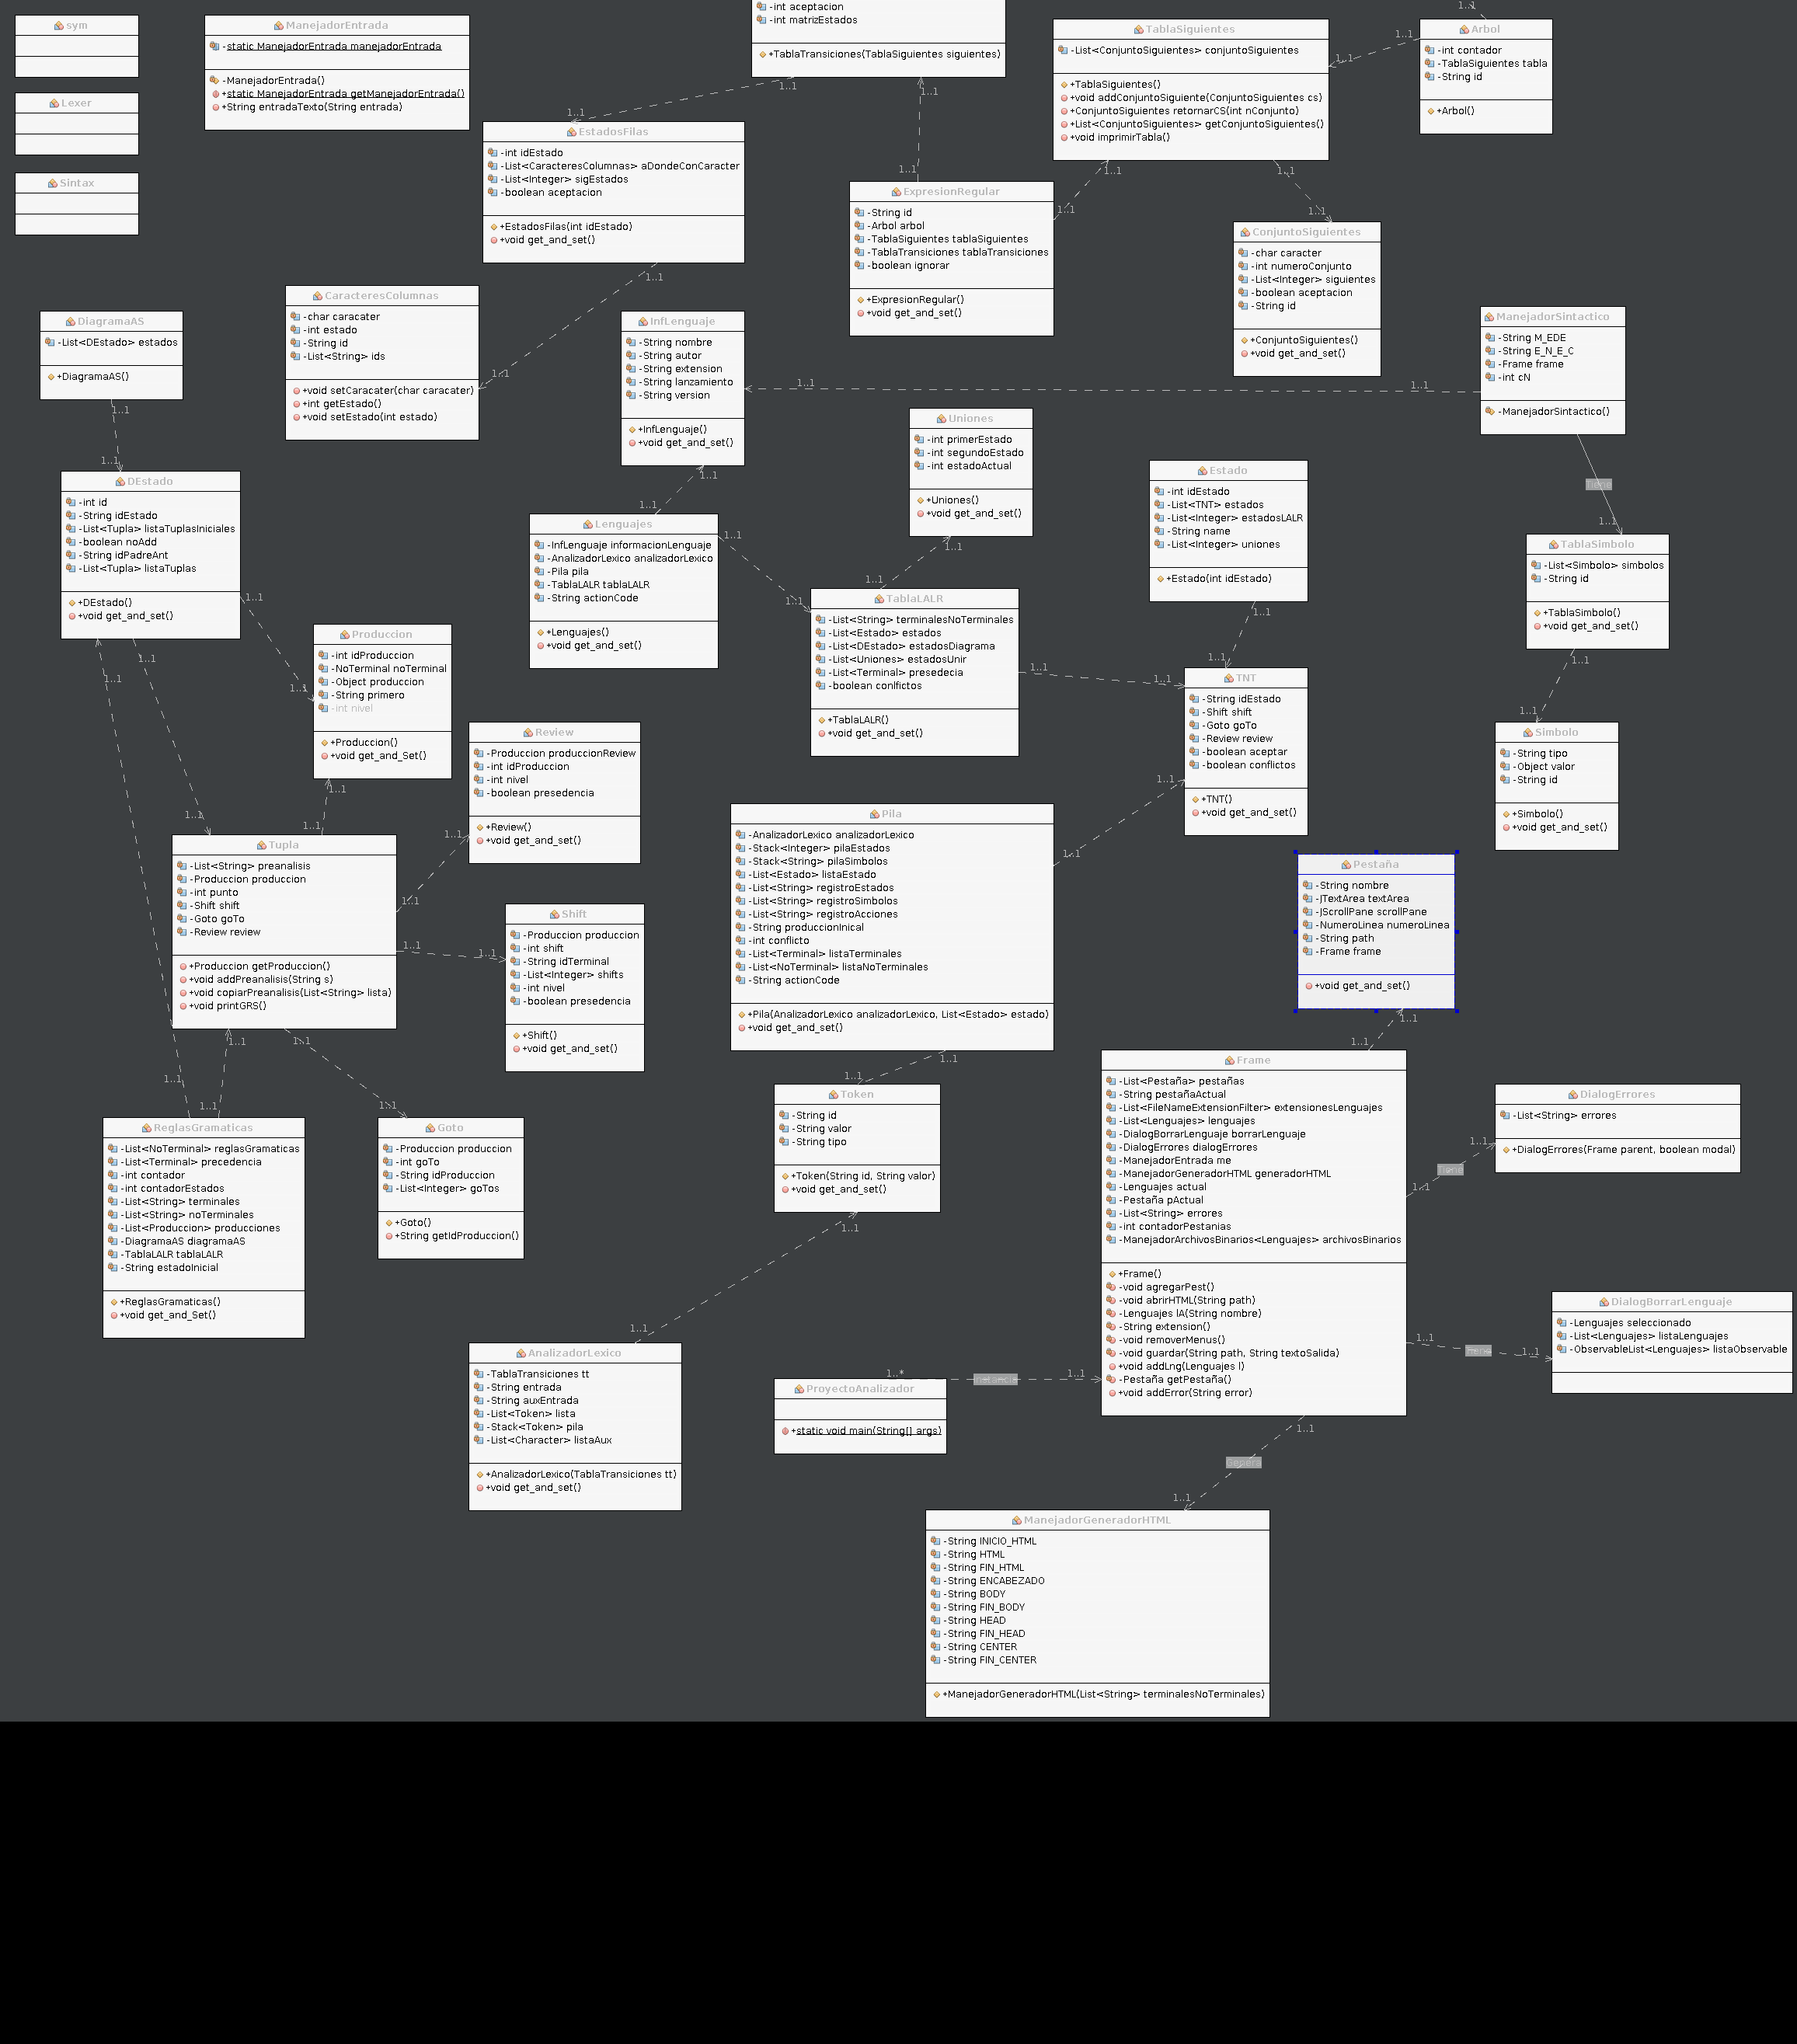 sym
Lexer
Sintax
ManejadorEntrada
-static ManejadorEntrada manejadorEntrada
-ManejadorEntrada()
+static ManejadorEntrada getManejadorEntrada()
+String entradaTexto(String entrada)
-int aceptacion
-int matrizEstados
+TablaTransiciones(TablaSiguientes siguientes)
1..1
1..1
1..1
1..1
TablaSiguientes
-List<ConjuntoSiguientes> conjuntoSiguientes
+TablaSiguientes()
+void addConjuntoSiguiente(ConjuntoSiguientes cs)
+ConjuntoSiguientes retornarCS(int nConjunto)
+List<ConjuntoSiguientes> getConjuntoSiguientes()
+void imprimirTabla()
1..1
1..1
1..1
1..1
1..1
1..1
1..1
Arbol
-int contador
-TablaSiguientes tabla
-String id
+Arbol()
EstadosFilas
-int idEstado
-List<CaracteresColumnas> aDondeConCaracter
-List<Integer> sigEstados
-boolean aceptacion
+EstadosFilas(int idEstado)
+void get_and_set()
1..1
1..1
ExpresionRegular
-String id
-Arbol arbol
-TablaSiguientes tablaSiguientes
-TablaTransiciones tablaTransiciones
-boolean ignorar
+ExpresionRegular()
+void get_and_set()
ConjuntoSiguientes
-char caracter
-int numeroConjunto
-List<Integer> siguientes
-boolean aceptacion
-String id
+ConjuntoSiguientes()
+void get_and_set()
CaracteresColumnas
-char caracater
-int estado
-String id
-List<String> ids
+void setCaracater(char caracater)
+int getEstado()
+void setEstado(int estado)
DiagramaAS
-List<DEstado> estados
+DiagramaAS()
1..1
1..1
InfLenguaje
-String nombre
-String autor
-String extension
-String lanzamiento
-String version
+InfLenguaje()
+void get_and_set()
1..1
1..1
1..1
1..1
ManejadorSintactico
-String M_EDE
-String E_N_E_C
-Frame frame
-int cN
-ManejadorSintactico()
Tiene
1..1
Uniones
-int primerEstado
-int segundoEstado
-int estadoActual
+Uniones()
+void get_and_set()
1..1
1..1
Estado
-int idEstado
-List<TNT> estados
-List<Integer> estadosLALR
-String name
-List<Integer> uniones
+Estado(int idEstado)
1..1
1..1
DEstado
-int id
-String idEstado
-List<Tupla> listaTuplasIniciales
-boolean noAdd
-String idPadreAnt
-List<Tupla> listaTuplas
+DEstado()
+void get_and_set()
1..1
1..1
1..1
1..1
1..1
1..1
Lenguajes
-InfLenguaje informacionLenguaje
-AnalizadorLexico analizadorLexico
-Pila pila
-TablaLALR tablaLALR
-String actionCode
+Lenguajes()
+void get_and_set()
1..1
1..1
TablaSimbolo
-List<Simbolo> simbolos
-String id
+TablaSimbolo()
+void get_and_set()
1..1
1..1
TablaLALR
-List<String> terminalesNoTerminales
-List<Estado> estados
-List<DEstado> estadosDiagrama
-List<Uniones> estadosUnir
-List<Terminal> presedecia
-boolean conlfictos
+TablaLALR()
+void get_and_set()
1..1
1..1
Produccion
-int idProduccion
-NoTerminal noTerminal
-Object produccion
-String primero
-int nivel
+Produccion()
+void get_and_Set()
1..1
1..1
TNT
-String idEstado
-Shift shift
-Goto goTo
-Review review
-boolean aceptar
-boolean conflictos
+TNT()
+void get_and_set()
1..1
1..1
Review
-Produccion produccionReview
-int idProduccion
-int nivel
-boolean presedencia
+Review()
+void get_and_set()
1..1
1..1
Simbolo
-String tipo
-Object valor
-String id
+Simbolo()
+void get_and_set()
Pila
-AnalizadorLexico analizadorLexico
-Stack<Integer> pilaEstados
-Stack<String> pilaSimbolos
-List<Estado> listaEstado
-List<String> registroEstados
-List<String> registroSimbolos
-List<String> registroAcciones
-String produccionInical
-int conflicto
-List<Terminal> listaTerminales
-List<NoTerminal> listaNoTerminales
-String actionCode
+Pila(AnalizadorLexico analizadorLexico, List<Estado> estado)
+void get_and_set()
1..1
1..1
Tupla
-List<String> preanalisis
-Produccion produccion
-int punto
-Shift shift
-Goto goTo
-Review review
+Produccion getProduccion()
+void addPreanalisis(String s)
+void copiarPreanalisis(List<String> lista)
+void printGRS()
1..1
1..1
1..1
1..1
1..1
1..1
Pestaña
-String nombre
-JTextArea textArea
-JScrollPane scrollPane
-NumeroLinea numeroLinea
-String path
-Frame frame
+void get_and_set()
1..1
1..1
Shift
-Produccion produccion
-int shift
-String idTerminal
-List<Integer> shifts
-int nivel
-boolean presedencia
+Shift()
+void get_and_set()
Frame
-List<Pestaña> pestañas
-String pestañaActual
-List<FileNameExtensionFilter> extensionesLenguajes
-List<Lenguajes> lenguajes
-DialogBorrarLenguaje borrarLenguaje
-DialogErrores dialogErrores
-ManejadorEntrada me
-ManejadorGeneradorHTML generadorHTML
-Lenguajes actual
-Pestaña pActual
-List<String> errores
-int contadorPestanias
-ManejadorArchivosBinarios<Lenguajes> archivosBinarios
+Frame()
-void agregarPest()
-void abrirHTML(String path)
-Lenguajes lA(String nombre)
-String extension()
-void removerMenus()
-void guardar(String path, String textoSalida)
+void addLng(Lenguajes l)
-Pestaña getPestaña()
+void addError(String error)
Token
-String id
-String valor
-String tipo
+Token(String id, String valor)
+void get_and_set()
1..1
1..1
DialogErrores
-List<String> errores
+DialogErrores(Frame parent, boolean modal)
1..1
Tiene
1..1
ReglasGramaticas
-List<NoTerminal> reglasGramaticas
-List<Terminal> precedencia
-int contador
-int contadorEstados
-List<String> terminales
-List<String> noTerminales
-List<Produccion> producciones
-DiagramaAS diagramaAS
-TablaLALR tablaLALR
-String estadoInicial
+ReglasGramaticas()
+void get_and_Set()
1..1
1..1
Goto
-Produccion produccion
-int goTo
-String idProduccion
-List<Integer> goTos
+Goto()
+String getIdProduccion()
DialogBorrarLenguaje
-Lenguajes seleccionado
-List<Lenguajes> listaLenguajes
-ObservableList<Lenguajes> listaObservable
1..1
Tiene
1..1
AnalizadorLexico
-TablaTransiciones tt
-String entrada
-String auxEntrada
-List<Token> lista
-Stack<Token> pila
-List<Character> listaAux
+AnalizadorLexico(TablaTransiciones tt)
+void get_and_set()
1..*
instancia
1..1
ProyectoAnalizador
+static void main(String[] args)
1..1
Genera
1..1
ManejadorGeneradorHTML
-String INICIO_HTML
-String HTML
-String FIN_HTML
-String ENCABEZADO
-String BODY
-String FIN_BODY
-String HEAD
-String FIN_HEAD
-String CENTER
-String FIN_CENTER
+ManejadorGeneradorHTML(List<String> terminalesNoTerminales)